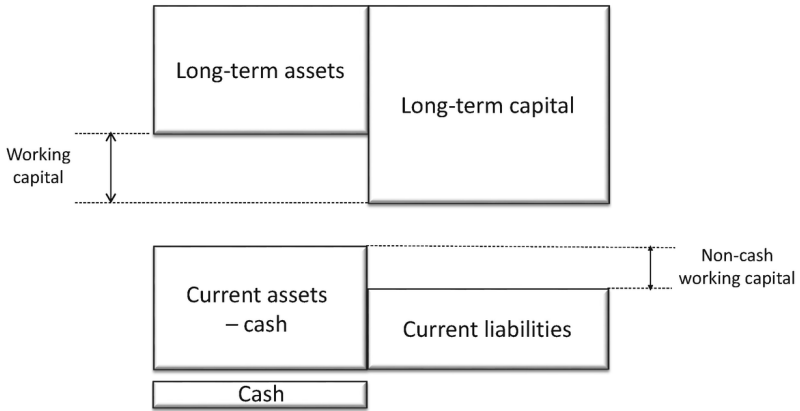 Long-term assets
Long-term capital
Working
capital
Current assets
– cash
Non-cash
working capital
Current liabilities
Cash